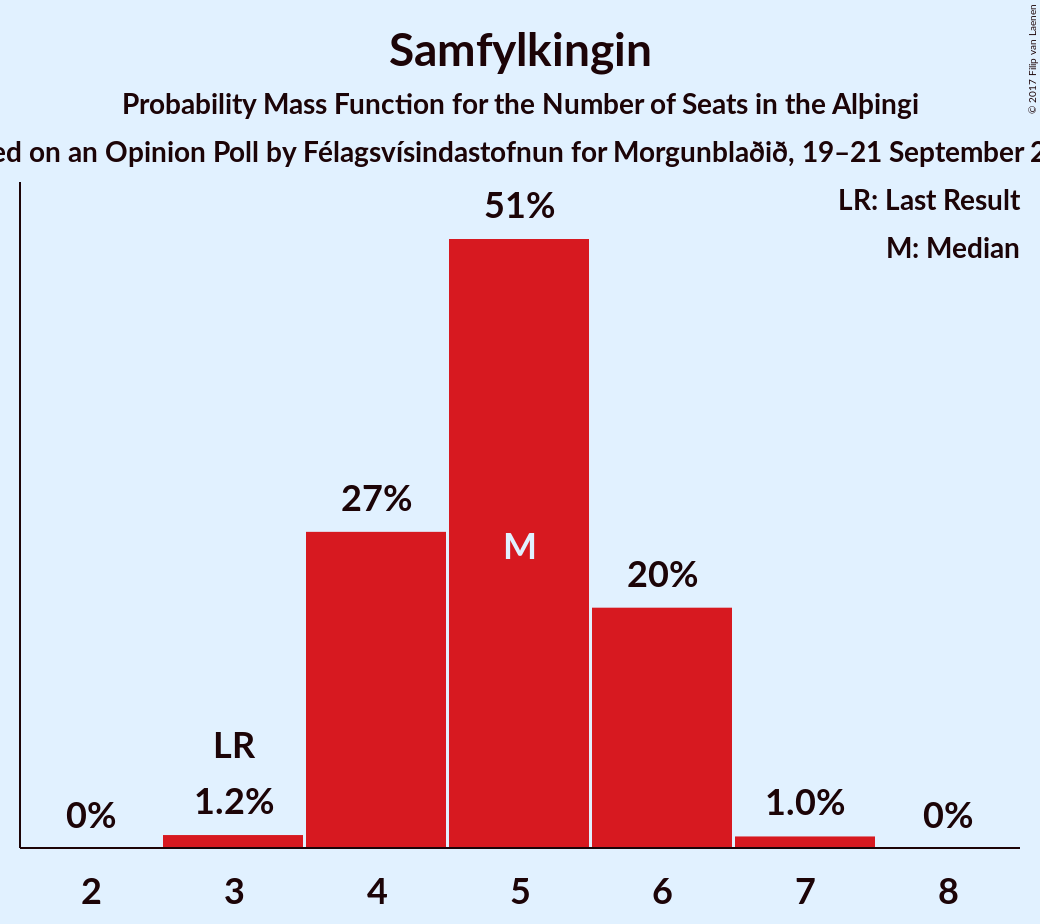 Samfylkingin
Probability Mass Function for the Number of Seats in the Alþingi
on an Opinion Poll by Félagsvísindastofnun for Morgunblaðið, 19–21 September
LR: Last Result
M: Median
51%
27%
M
20%
LR
1.2%
1.0%
0%
0%
2 3 4 5 6 7 8
© 2017 Filip van Laenen